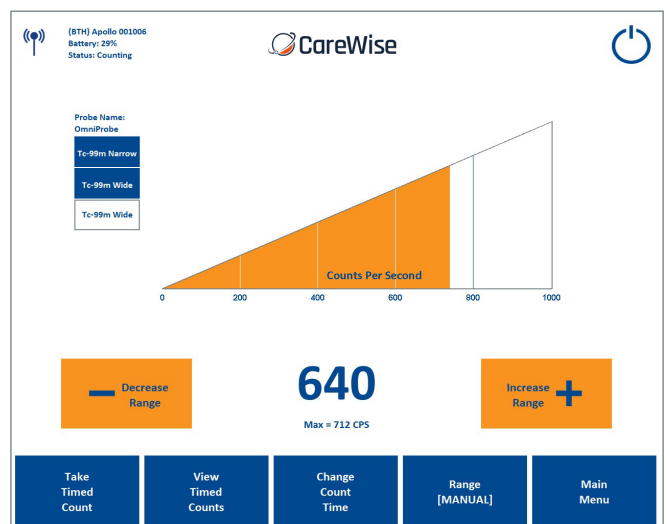 (BTH) Apollo 001006
Battery: 29%
Status: Counting
CareWise
Probe Name:
OmniProbe
Tc-99m Narrow
Tc-99m Wide
Tc-99m Wide
Counts Per Second
0 200 400 600 800 1000
Decrease
Range
640
Max = 712 CPS
Increase
Range
Take
Timed
Count
View
Timed
Counts
Change
Count
Time
Range
[MANUAL]
Main
Menu